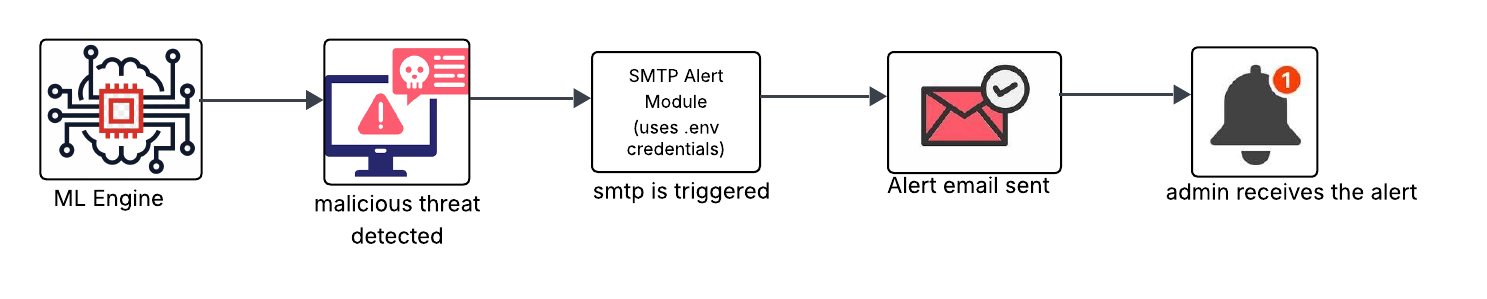 SMTP Alert
Module
(uses .env
credentials)
1
ML Engine
malicious threat
detected
smtp is triggered
Alert email sent
admin receives the alert